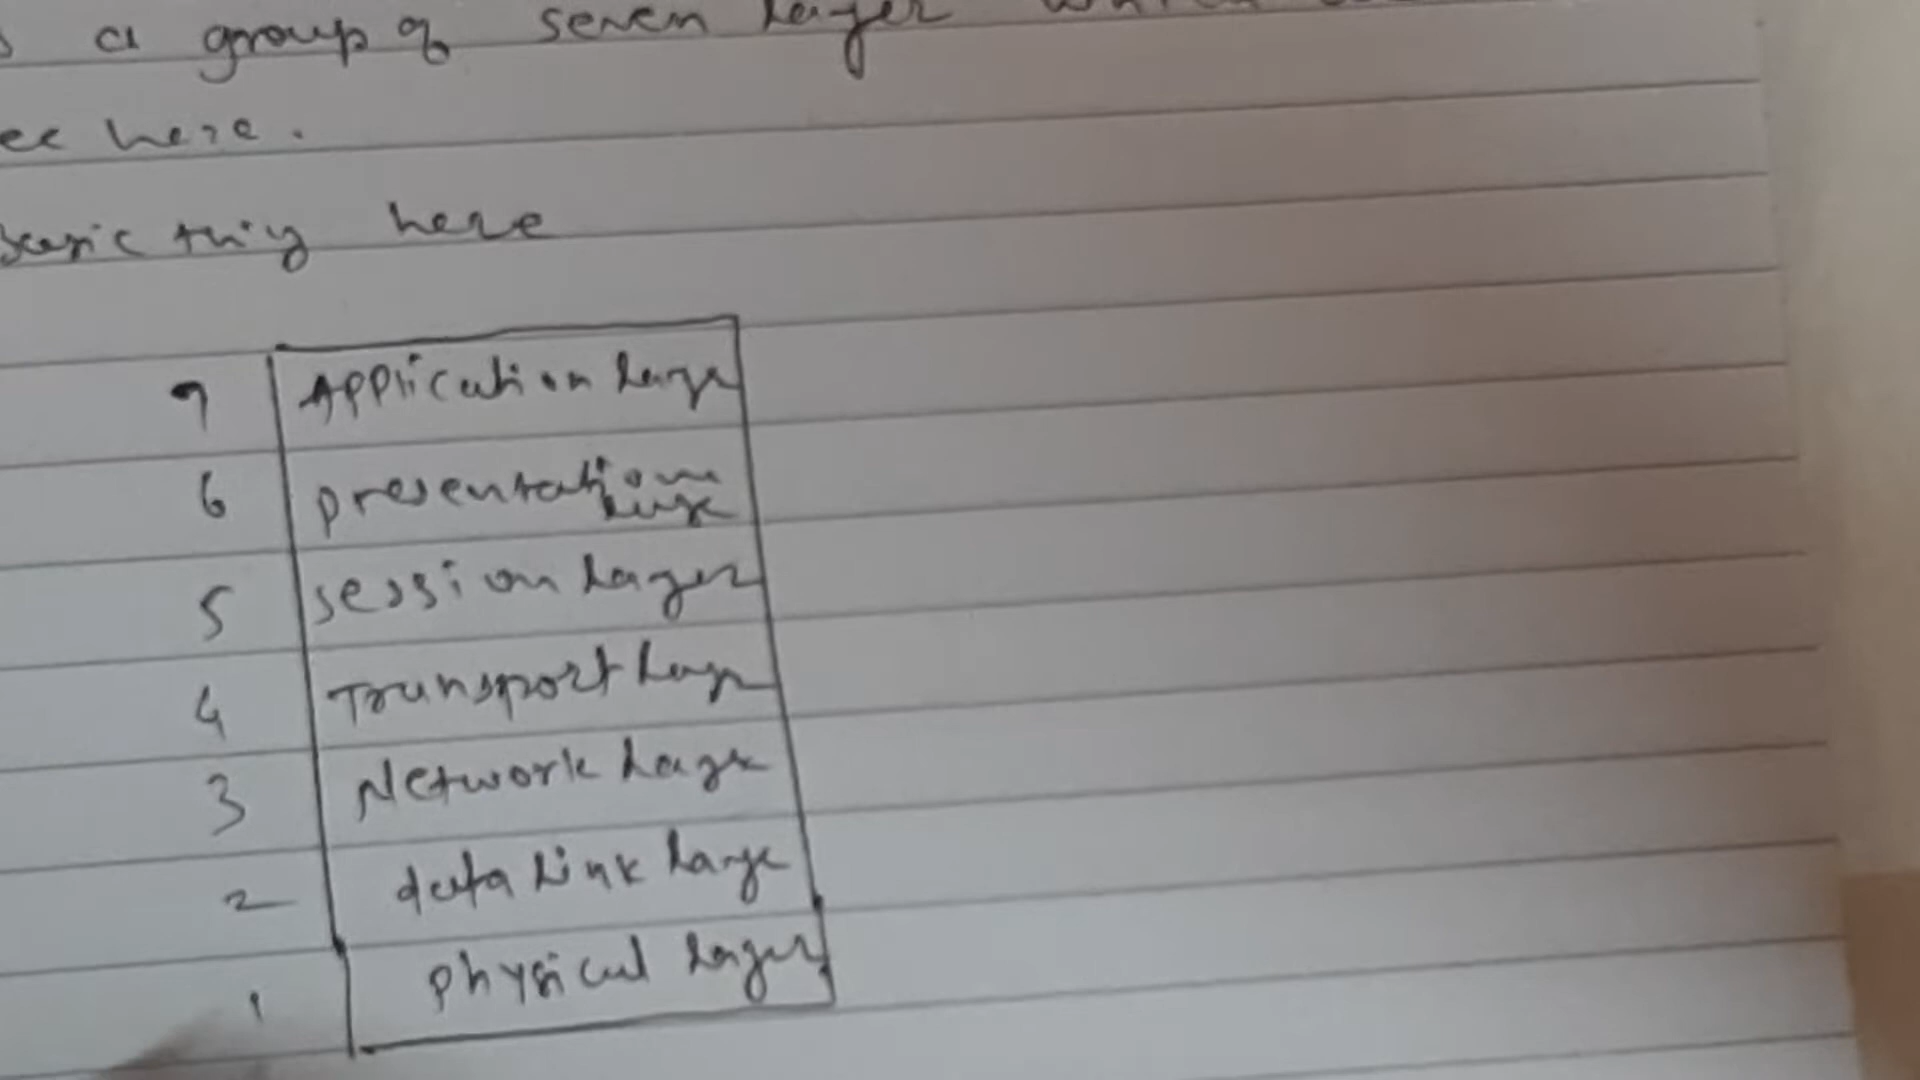 a group of seven layer
here.
here
7 Application layer
6 presentation layer
5 session layer
4 Transport layer
3 Network layer
2 data link layer
1 physical layer